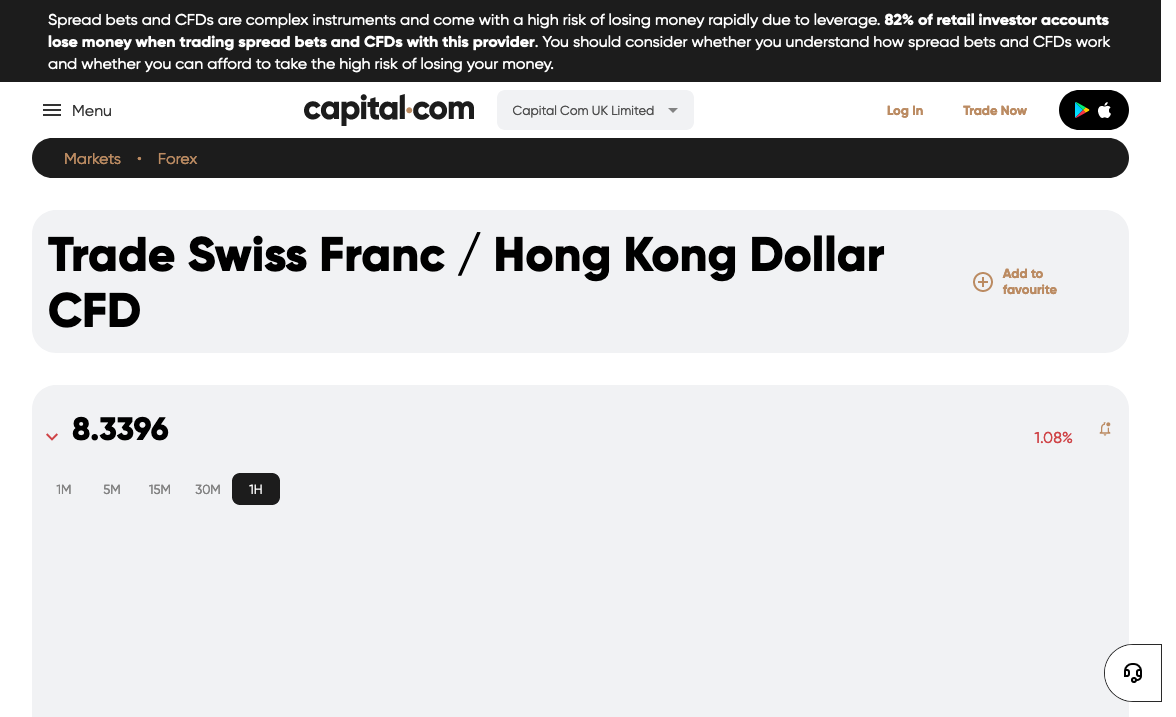 Spread bets and CFDs are complex instruments and come with a high risk of losing money rapidly due to leverage. 82% of retail investor accounts
lose money when trading spread bets and CFDs with this provider. You should consider whether you understand how spread bets and CFDs work
and whether you can afford to take the high risk of losing your money.
Menu
capital.com
Capital Com UK Limited
Log In
Trade Now
Markets • Forex
Trade Swiss Franc / Hong Kong Dollar
CFD
Add to
favourite
8.3396
1.08%
1M 5M 15M 30M 1H